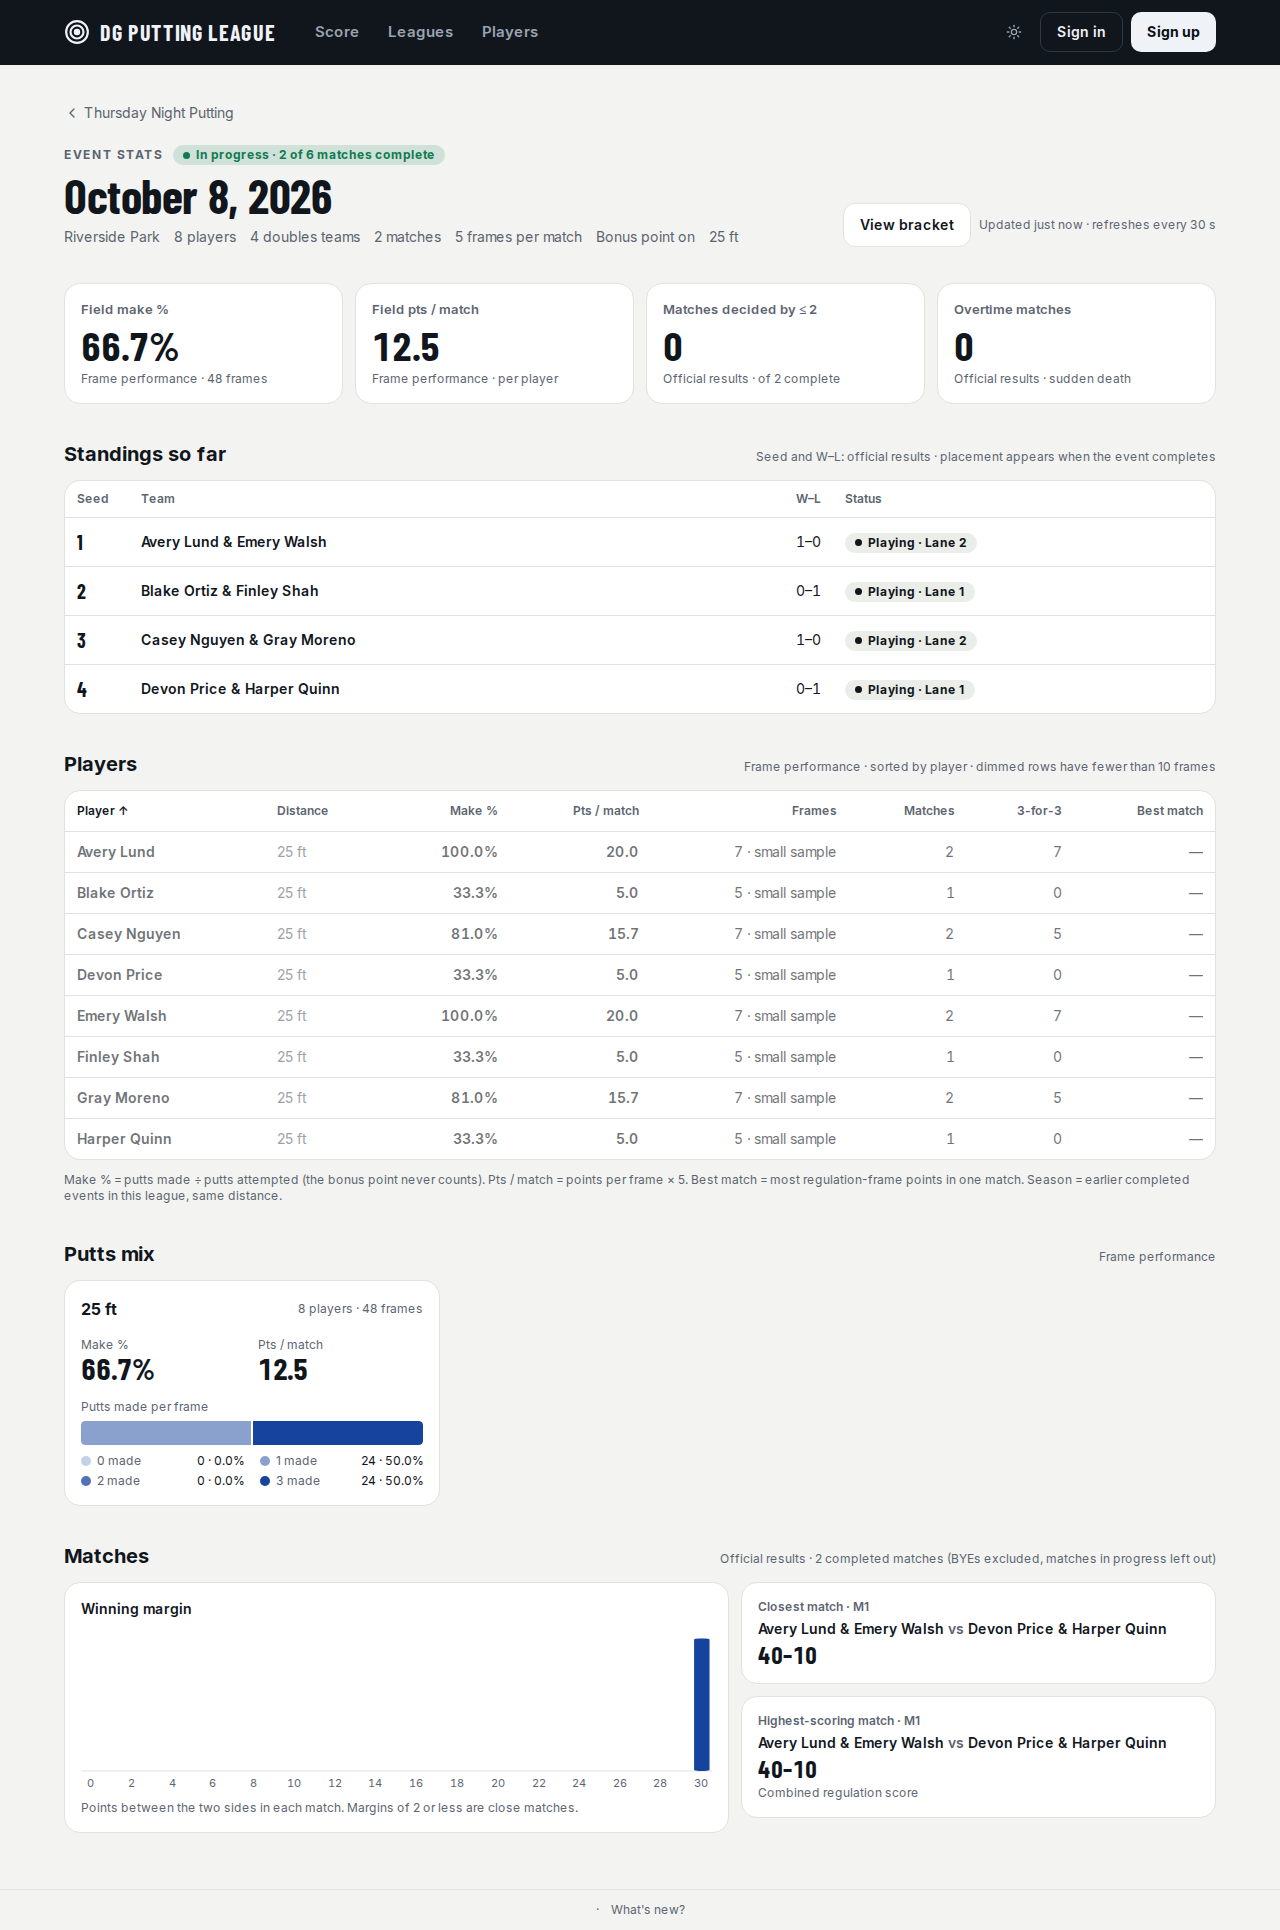 DG PUTTING LEAGUE Score Leagues Players Sign in Sign up
Thursday Night Putting
EVENT STATS In progress · 2 of 6 matches complete
October 8, 2026
Riverside Park 8 players 4 doubles teams 2 matches 5 frames per match Bonus point on 25 ft
View bracket Updated just now · refreshes every 30 s
Field make % Field pts / match Matches decided by ≤ 2 Overtime matches
66.7% 12.5 0 0
Frame performance · 48 frames Frame performance · per player Official results · of 2 complete Official results · sudden death
Standings so far Seed and W–L: official results · placement appears when the event completes
Seed Team W–L Status
1 Avery Lund & Emery Walsh 1–0 Playing · Lane 2
2 Blake Ortiz & Finley Shah 0–1 Playing · Lane 1
3 Casey Nguyen & Gray Moreno 1–0 Playing · Lane 2
4 Devon Price & Harper Quinn 0–1 Playing · Lane 1
Players Frame performance · sorted by player · dimmed rows have fewer than 10 frames
Player ↑ Distance Make % Pts / match Frames Matches 3-for-3 Best match
Avery Lund 25 ft 100.0% 20.0 7 · small sample 2 7 —
Blake Ortiz 25 ft 33.3% 5.0 5 · small sample 1 0 —
Casey Nguyen 25 ft 81.0% 15.7 7 · small sample 2 5 —
Devon Price 25 ft 33.3% 5.0 5 · small sample 1 0 —
Emery Walsh 25 ft 100.0% 20.0 7 · small sample 2 7 —
Finley Shah 25 ft 33.3% 5.0 5 · small sample 1 0 —
Gray Moreno 25 ft 81.0% 15.7 7 · small sample 2 5 —
Harper Quinn 25 ft 33.3% 5.0 5 · small sample 1 0 —
Make % = putts made ÷ putts attempted (the bonus point never counts). Pts / match = points per frame × 5. Best match = most regulation-frame points in one match. Season = earlier completed
events in this league, same distance.
Putts mix Frame performance
25 ft 8 players · 48 frames
Make % Pts / match
66.7% 12.5
Putts made per frame
0 made 0 · 0.0% 1 made 24 · 50.0%
2 made 0 · 0.0% 3 made 24 · 50.0%
Matches Official results · 2 completed matches (BYEs excluded, matches in progress left out)
Winning margin
0 2 4 6 8 10 12 14 16 18 20 22 24 26 28 30
Points between the two sides in each match. Margins of 2 or less are close matches.
Closest match · M1
Avery Lund & Emery Walsh vs Devon Price & Harper Quinn
40–10
Highest-scoring match · M1
Avery Lund & Emery Walsh vs Devon Price & Harper Quinn
40–10
Combined regulation score
· What's new?